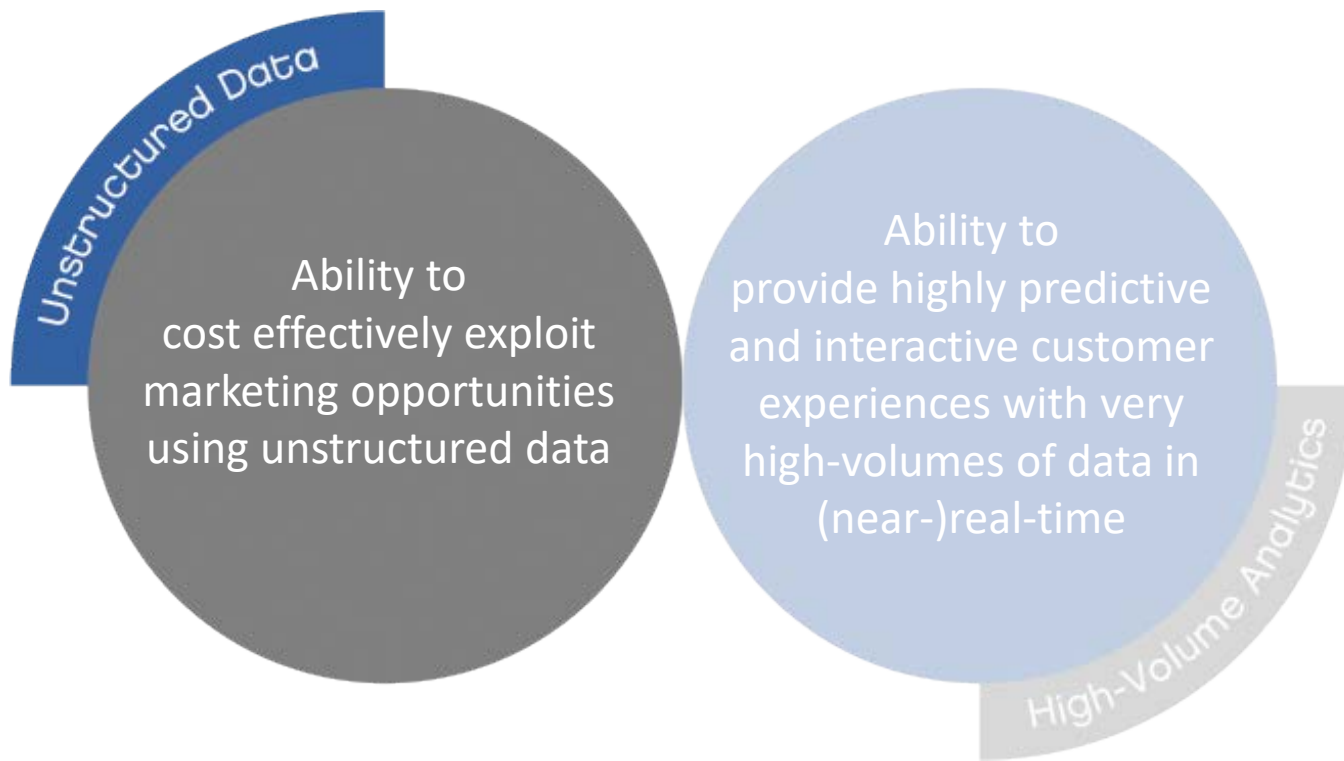 Unstructured Data
Ability to
cost effectively exploit
marketing opportunities
using unstructured data
Ability to
provide highly predictive
and interactive customer
experiences with very
high-volumes of data in
(near-)real-time
High-Volume Analytics